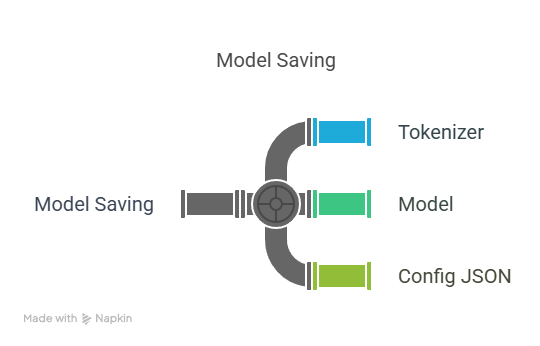 Model Saving
Tokenizer
Model Saving
Model
Config JSON
Made with Napkin